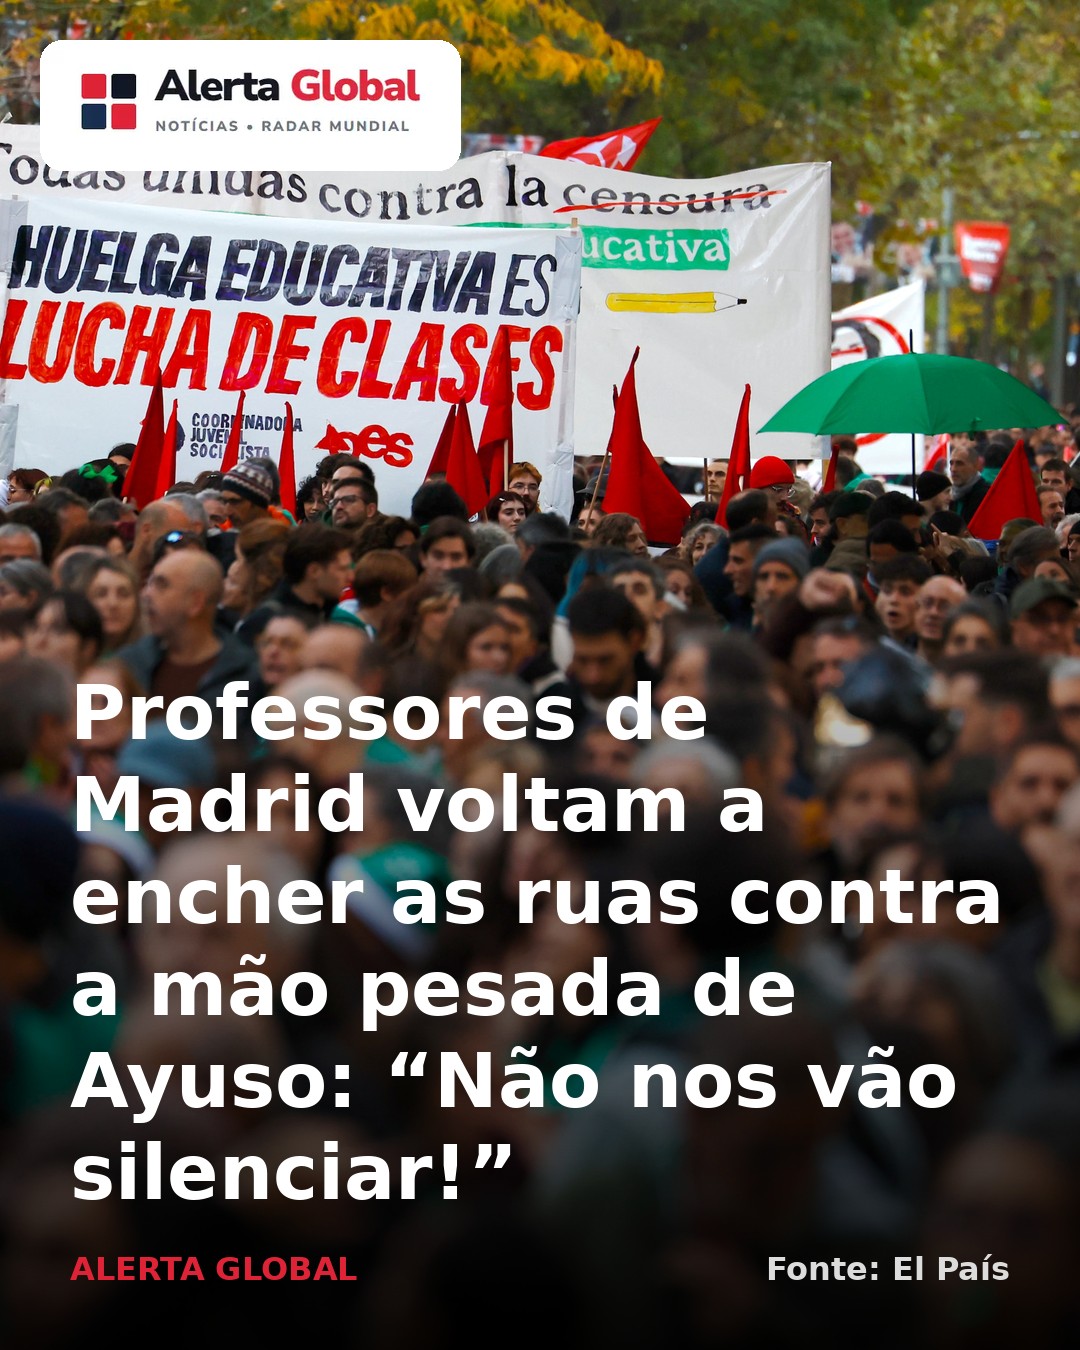 Alerta Global
NOTÍCIAS • RADAR MUNDIAL
Todas unidas contra la censura
ucativa
HUELGA EDUCATIVA ES
LUCHA DE CLASES
COORDINADORA
JUVENIL
SOCIALISTA
Professores de
Madrid voltam a
encher as ruas contra
a mão pesada de
Ayuso: “Não nos vão
silenciar!”
ALERTA GLOBAL
Fonte: El País